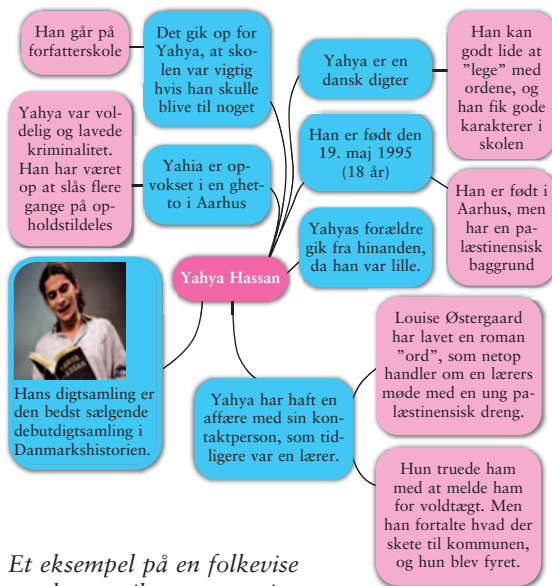 Han går på
forfatterskole
Det gik op for
Yahya, at sko-
len var vigtig
hvis han skulle
blive til noget
Yahya er en
dansk digter
Han kan
godt lide at
"lege" med
ordene, og
han fik gode
karakterer i
skolen
Yahya var vol-
delig og lavede
kriminalitet.
Han har været
op at slås flere
gange på op-
holdstildeles
Yahia er op-
vokset i en ghet-
to i Aarhus
Han er født den
19. maj 1995
(18 år)
Han er født i
Aarhus, men
har en pa-
læstinensisk
baggrund
Yahyas forældre
gik fra hinanden,
da han var lille.
Yahya Hassan
Hans digtsamling er
den bedst sælgende
debutdigtsamling i
Danmarkshistorien.
Yahya har haft en
affære med sin kon-
taktperson, som tid-
ligere var en lærer.
Louise Østergaard
har lavet en roman
"ord", som netop
handler om en lærers
møde med en ung pa-
læstinensisk dreng.
Hun truede ham
med at melde ham
for voldtægt. Men
han fortalte hvad der
skete til kommunen,
og hun blev fyret.
Et eksempel på en folkevise